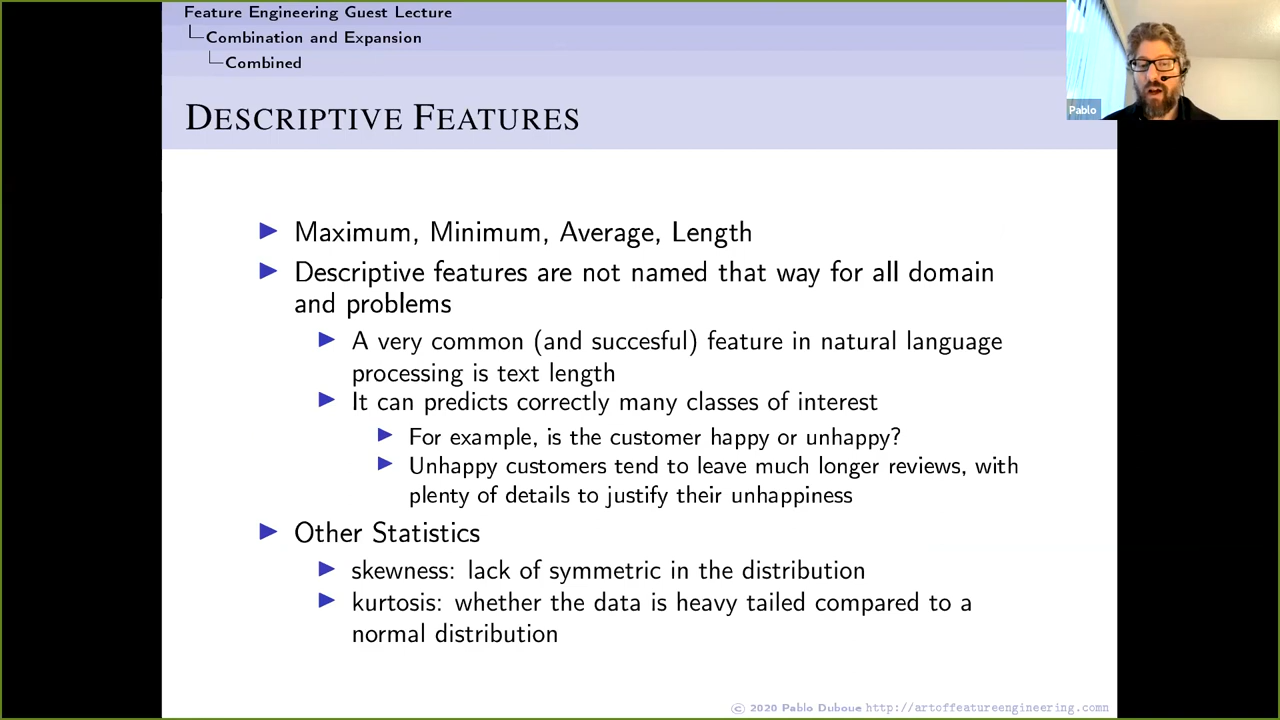 Feature Engineering Guest Lecture
Combination and Expansion
Combined
DESCRIPTIVE FEATURES
Pablo
Maximum, Minimum, Average, Length
Descriptive features are not named that way for all domain
and problems
A very common (and succesful) feature in natural language
processing is text length
It can predicts correctly many classes of interest
For example, is the customer happy or unhappy?
Unhappy customers tend to leave much longer reviews, with
plenty of details to justify their unhappiness
Other Statistics
skewness: lack of symmetric in the distribution
kurtosis: whether the data is heavy tailed compared to a
normal distribution
© 2020 Pablo Duboue http://artoffeatureengineering.comn